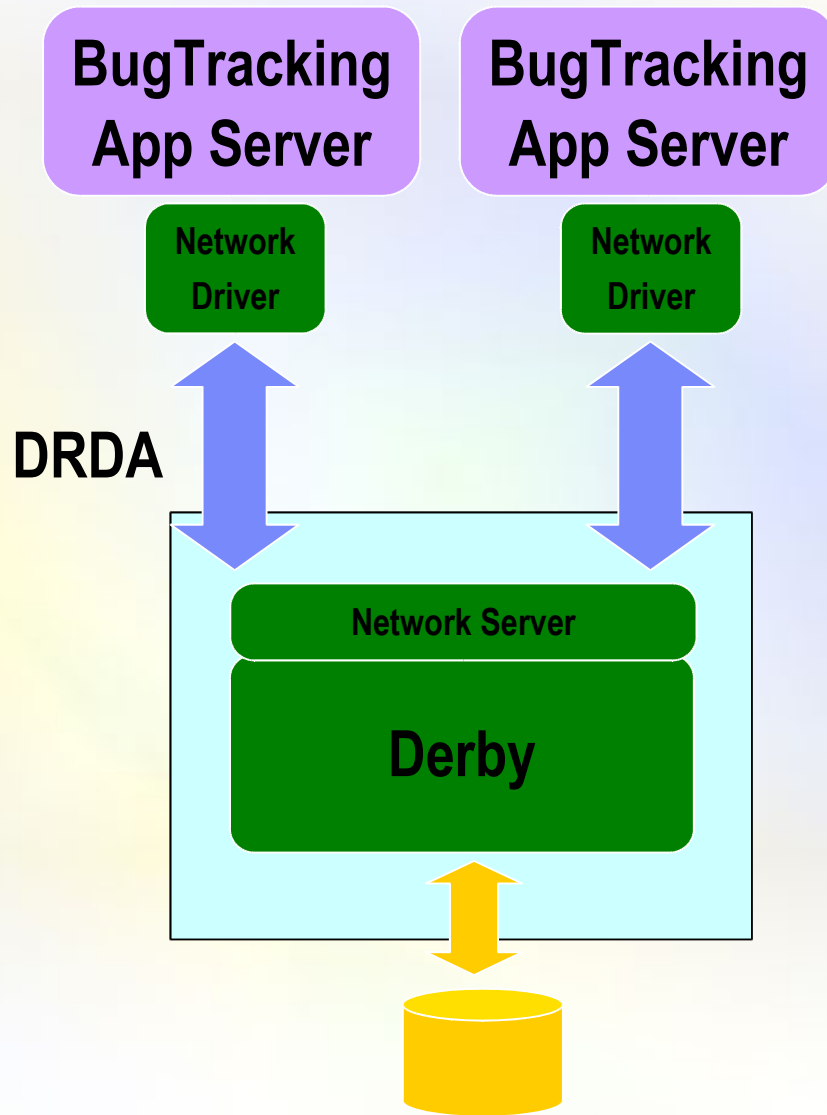 BugTracking
App Server
BugTracking
App Server
Network
Driver
Network
Driver
DRDA
Network Server
Derby